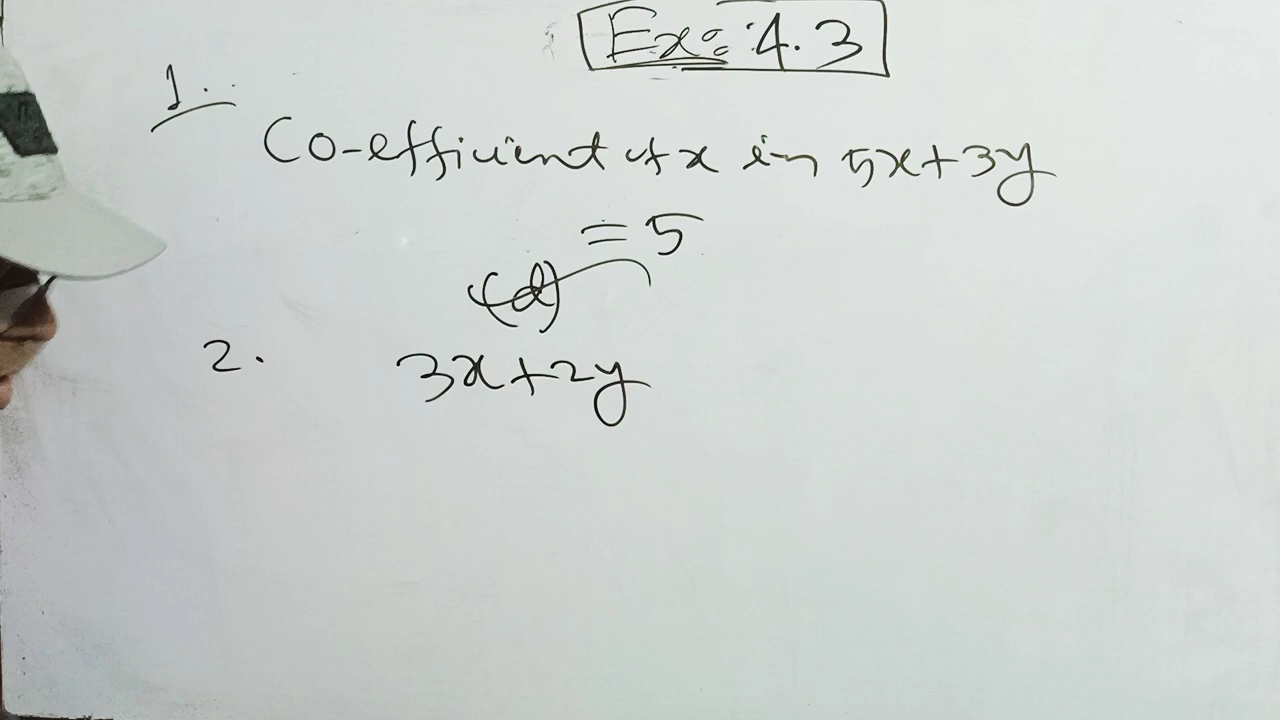 Ex: 4.3
1.
Co-efficient of x in 5x+3y
= 5
(d)
2. 3x+2y